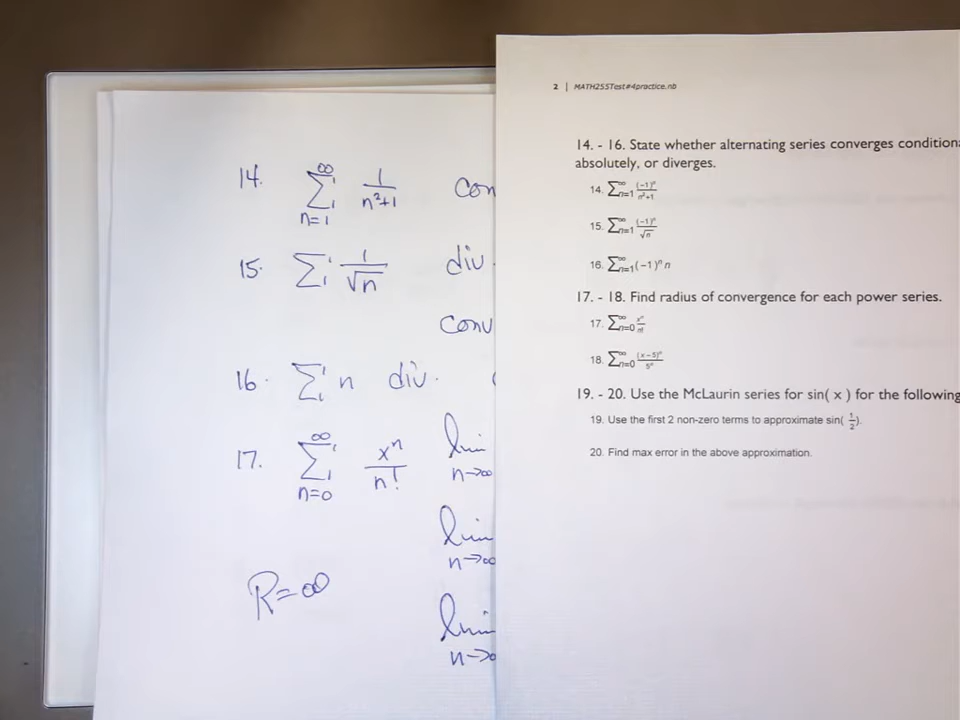 14. ∞ Σ n=1 1/(n²+1) con
15. Σ 1/√n div.
conv
16. Σ n div.
17. ∞ Σ n=0 xⁿ/n! lim n→∞
lim n→∞
R=∞
lim n→∞
2 | MATH255Test#4practice.nb
14. - 16. State whether alternating series converges condition
absolutely, or diverges.
14. ∑∞n=1 (-1)ⁿ/(n²+1)
15. ∑∞n=1 (-1)ⁿ/√n
16. ∑∞n=1 (-1)ⁿ n
17. - 18. Find radius of convergence for each power series.
17. ∑∞n=0 xⁿ/n!
18. ∑∞n=0 (x-5)ⁿ/5ⁿ
19. - 20. Use the McLaurin series for sin( x ) for the following
19. Use the first 2 non-zero terms to approximate sin( 1/2 ).
20. Find max error in the above approximation.